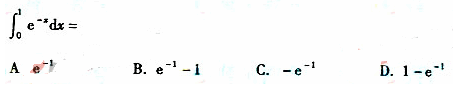 ∫₀¹ e⁻ˣdx =
A e⁻¹ B. e⁻¹ − 1 C. −e⁻¹ D. 1 − e⁻¹